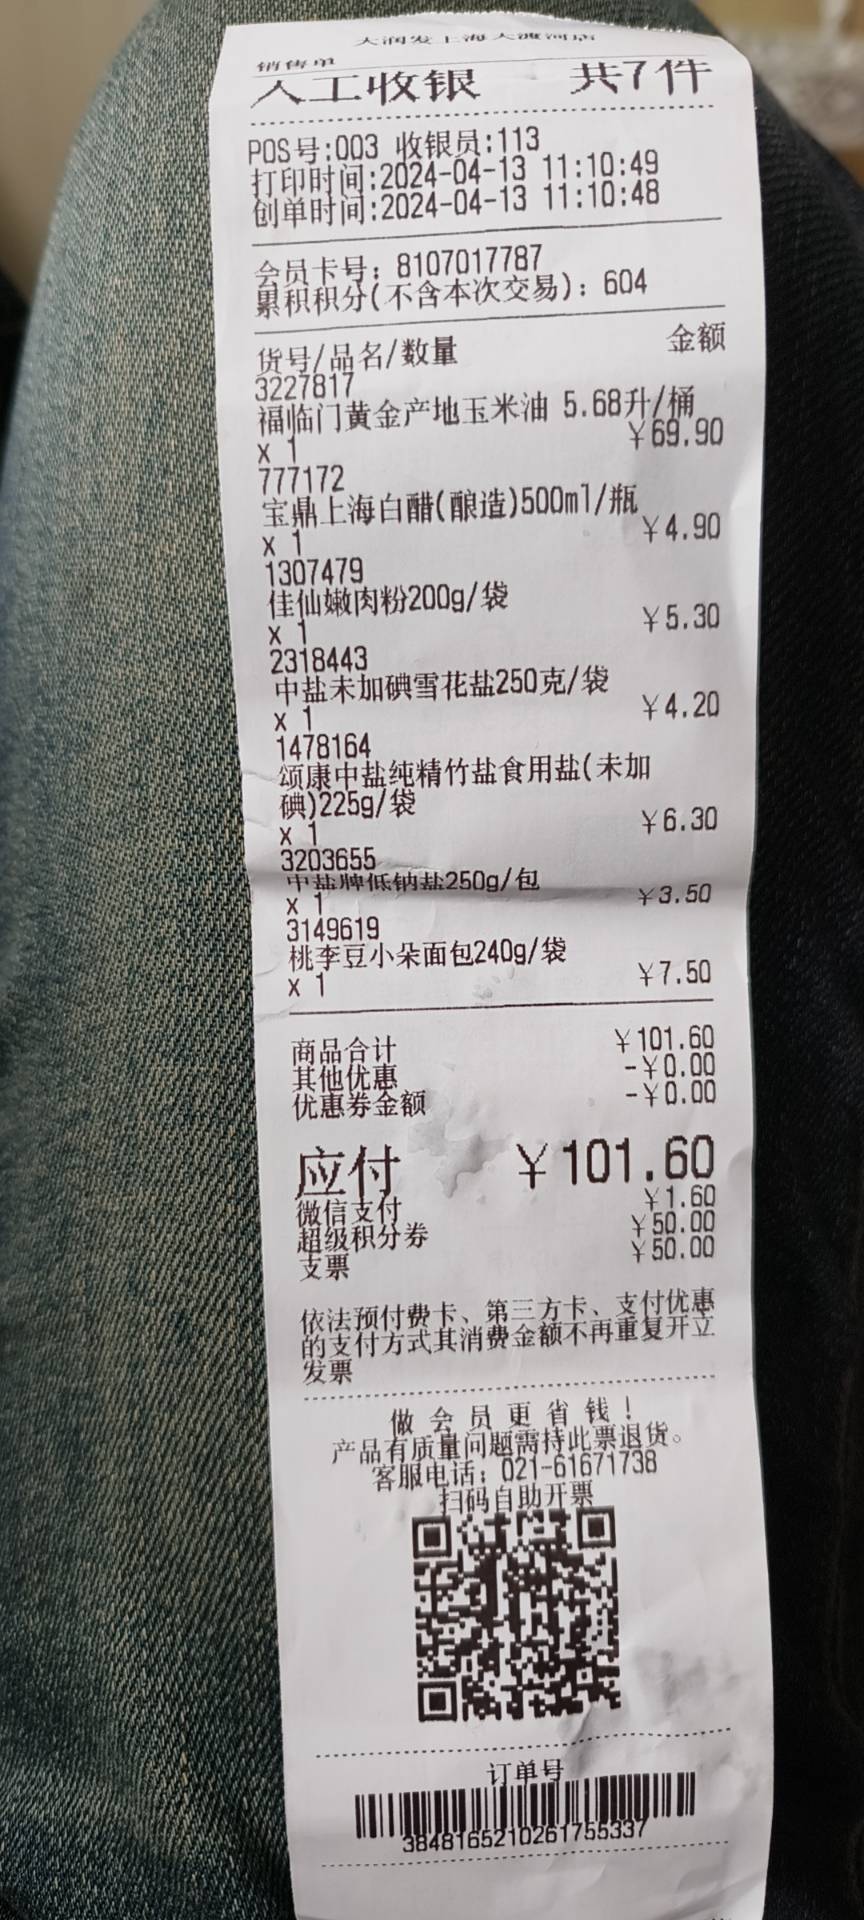 大润发上海大渡河店
销售单
人工收银 共7件
POS号:003 收银员:113
打印时间:2024-04-13 11:10:49
创单时间:2024-04-13 11:10:48
会员卡号：8107017787
累积积分(不含本次交易)：604
货号/品名/数量 金额
3227817
福临门黄金产地玉米油 5.68升/桶
x 1 ￥69.90
777172
宝鼎上海白醋(酿造)500ml/瓶
x 1 ￥4.90
1307479
佳仙嫩肉粉200g/袋
x 1 ￥5.30
2318443
中盐未加碘雪花盐250克/袋
x 1 ￥4.20
1478164
颂康中盐纯精竹盐食用盐(未加
碘)225g/袋
x 1 ￥6.30
3203655
中盐牌低钠盐250g/包
x 1 ￥3.50
3149619
桃李豆小朵面包240g/袋
x 1 ￥7.50
商品合计 ￥101.60
其他优惠 -￥0.00
优惠券金额 -￥0.00
应付 ￥101.60
微信支付 ￥1.60
超级积分券 ￥50.00
支票 ￥50.00
依法预付费卡、第三方卡、支付优惠
的支付方式其消费金额不再重复开立
发票
做会员更省钱！
产品有质量问题需持此票退货。
客服电话：021-61671738
扫码自助开票
订单号
3848165210261755337